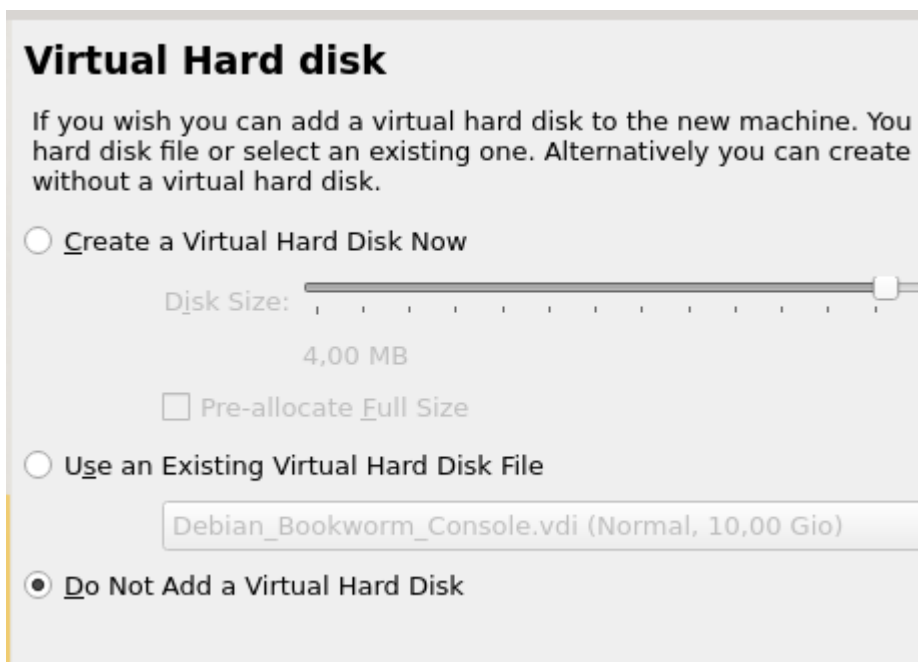 Virtual Hard disk
If you wish you can add a virtual hard disk to the new machine. You
hard disk file or select an existing one. Alternatively you can create
without a virtual hard disk.
Create a Virtual Hard Disk Now
Disk Size:
4,00 MB
Pre-allocate Full Size
Use an Existing Virtual Hard Disk File
Debian_Bookworm_Console.vdi (Normal, 10,00 Gio)
Do Not Add a Virtual Hard Disk